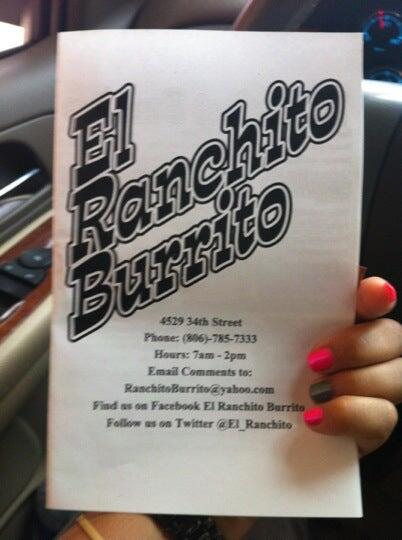 El
Ranchito
Burrito
4529 34th Street
Phone: (806)-785-7333
Hours: 7am - 2pm
Email Comments to:
RanchitoBurrito@yahoo.com
Find us on Facebook El Ranchito Burrito
Follow us on Twitter @El_Ranchito